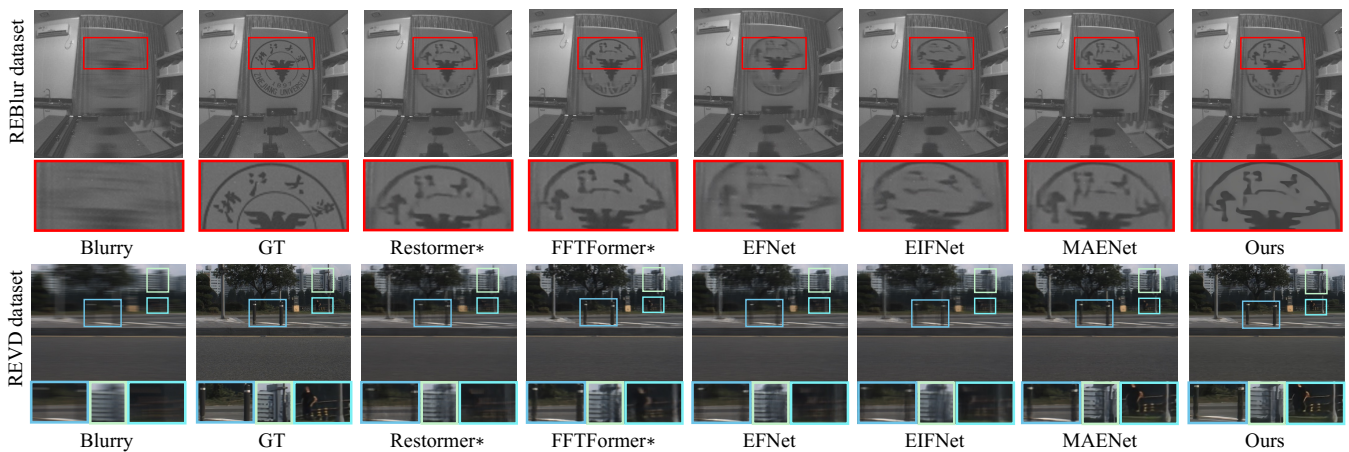 REBlur dataset
Blurry GT Restormer* FFTFormer* EFNet EIFNet MAENet Ours
REVD dataset
Blurry GT Restormer* FFTFormer* EFNet EIFNet MAENet Ours